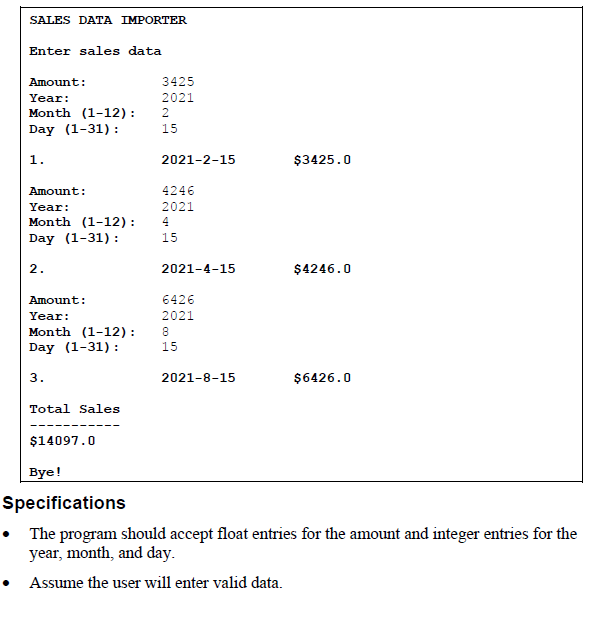 SALES DATA IMPORTER
Enter sales data
Amount: 3425
Year: 2021
Month (1-12): 2
Day (1-31): 15
1. 2021-2-15 $3425.0
Amount: 4246
Year: 2021
Month (1-12): 4
Day (1-31): 15
2. 2021-4-15 $4246.0
Amount: 6426
Year: 2021
Month (1-12): 8
Day (1-31): 15
3. 2021-8-15 $6426.0
Total Sales
-----------
$14097.0
Bye!
Specifications
• The program should accept float entries for the amount and integer entries for the
year, month, and day.
• Assume the user will enter valid data.